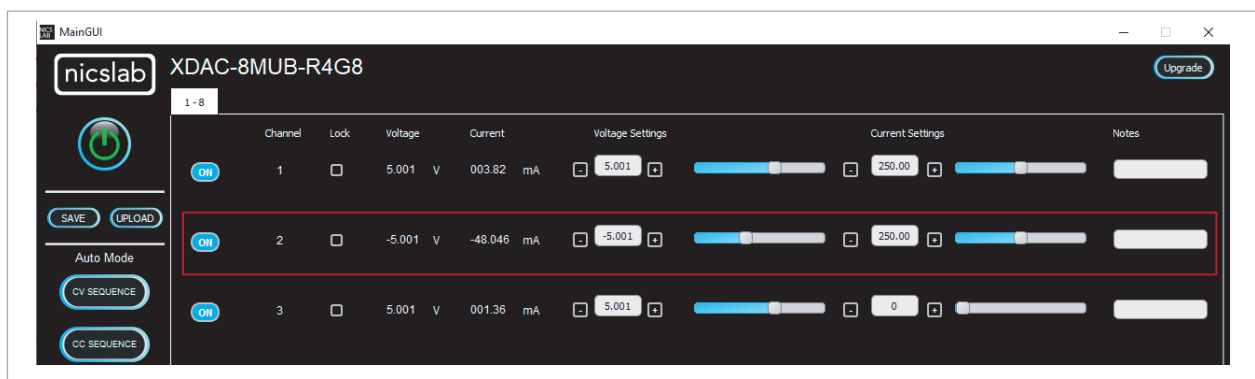 NICS LAB MainGUI
nicslab XDAC-8MUB-R4G8 Upgrade
1 - 8
Channel Lock Voltage Current Voltage Settings Current Settings Notes
ON 1 5.001 V 003.82 mA - 5.001 + - 250.00 +
SAVE UPLOAD
ON 2 -5.001 V -48.046 mA - -5.001 + - 250.00 +
Auto Mode
CV SEQUENCE
ON 3 5.001 V 001.36 mA - 5.001 + - 0 +
CC SEQUENCE